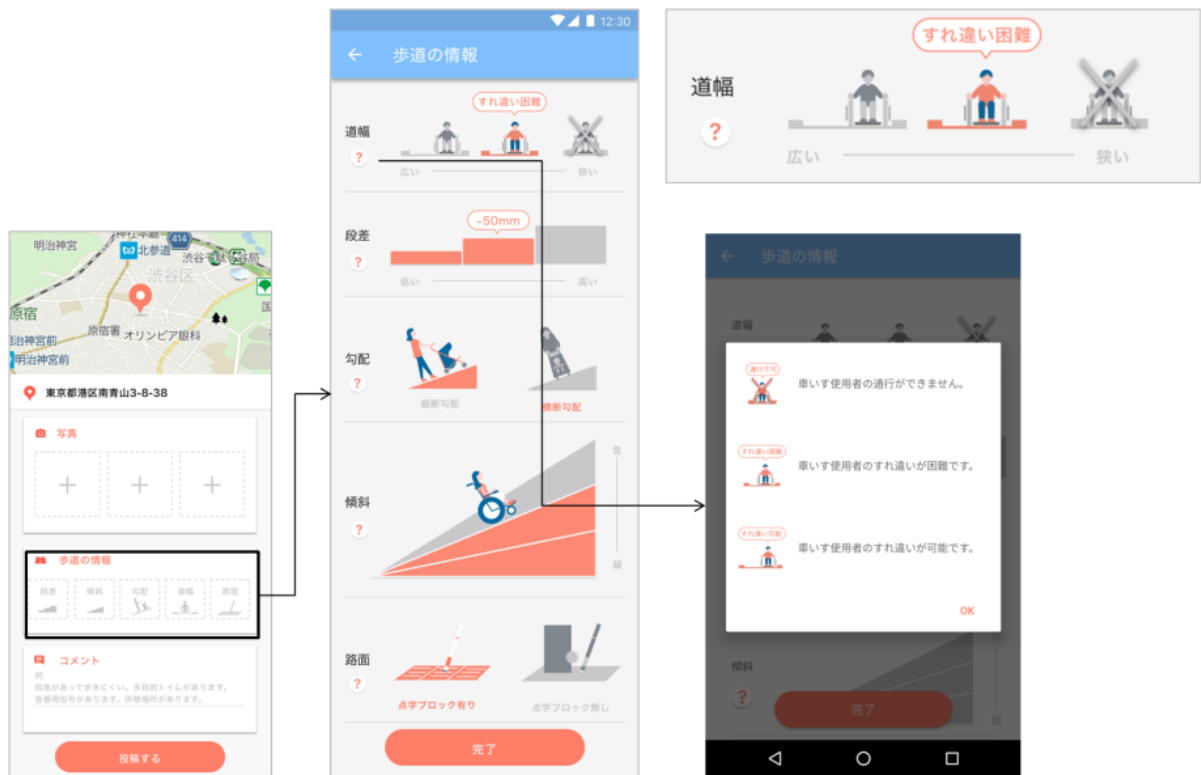 明治神宮
414
北参道
渋谷区
原宿
原宿署
オリンピア眼科
明治神宮前
東京都港区南青山3-8-38
写真
歩道の情報
段差 傾斜 勾配 道幅 路面
コメント
例.
段差があって歩きにくい。多目的トイレがあります。
音響用信号があります。休憩場所があります。
投稿する
12:30
歩道の情報
すれ違い困難
道幅
?
広い 狭い
~50mm
段差
?
低い 高い
勾配
?
縦断勾配 横断勾配
急
傾斜
?
緩
路面
?
点字ブロック有り 点字ブロック無し
完了
すれ違い困難
道幅
?
広い 狭い
歩道の情報
道幅
通行不可
車いす使用者の通行ができません。
すれ違い困難
車いす使用者のすれ違いが困難です。
すれ違い可能
車いす使用者のすれ違いが可能です。
OK
傾斜
?
緩
完了